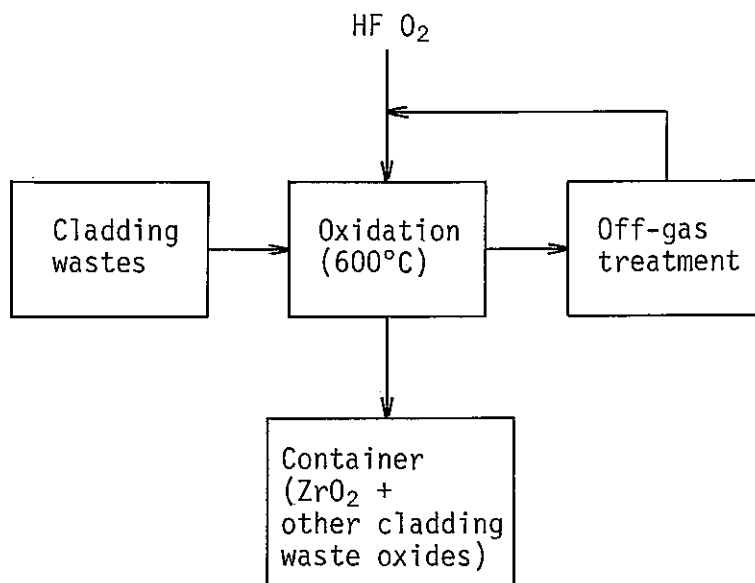 HF O₂
Cladding
wastes
Oxidation
(600°C)
Off-gas
treatment
Container
(ZrO₂ +
other cladding
waste oxides)